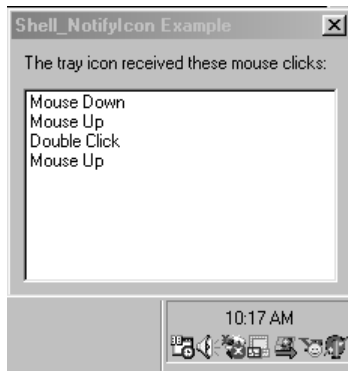 Shell_NotifyIcon Example
The tray icon received these mouse clicks:
Mouse Down
Mouse Up
Double Click
Mouse Up
10:17 AM